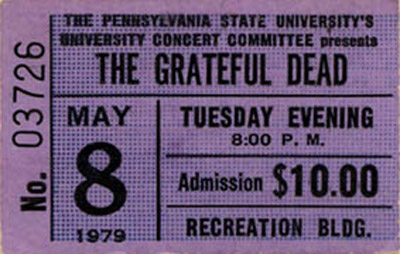 THE PENNSYLVANIA STATE UNIVERSITY'S
UNIVERSITY CONCERT COMMITTEE presents
THE GRATEFUL DEAD
No. 03726
MAY
8
1979
TUESDAY EVENING
8:00 P. M.
Admission $10.00
RECREATION BLDG.